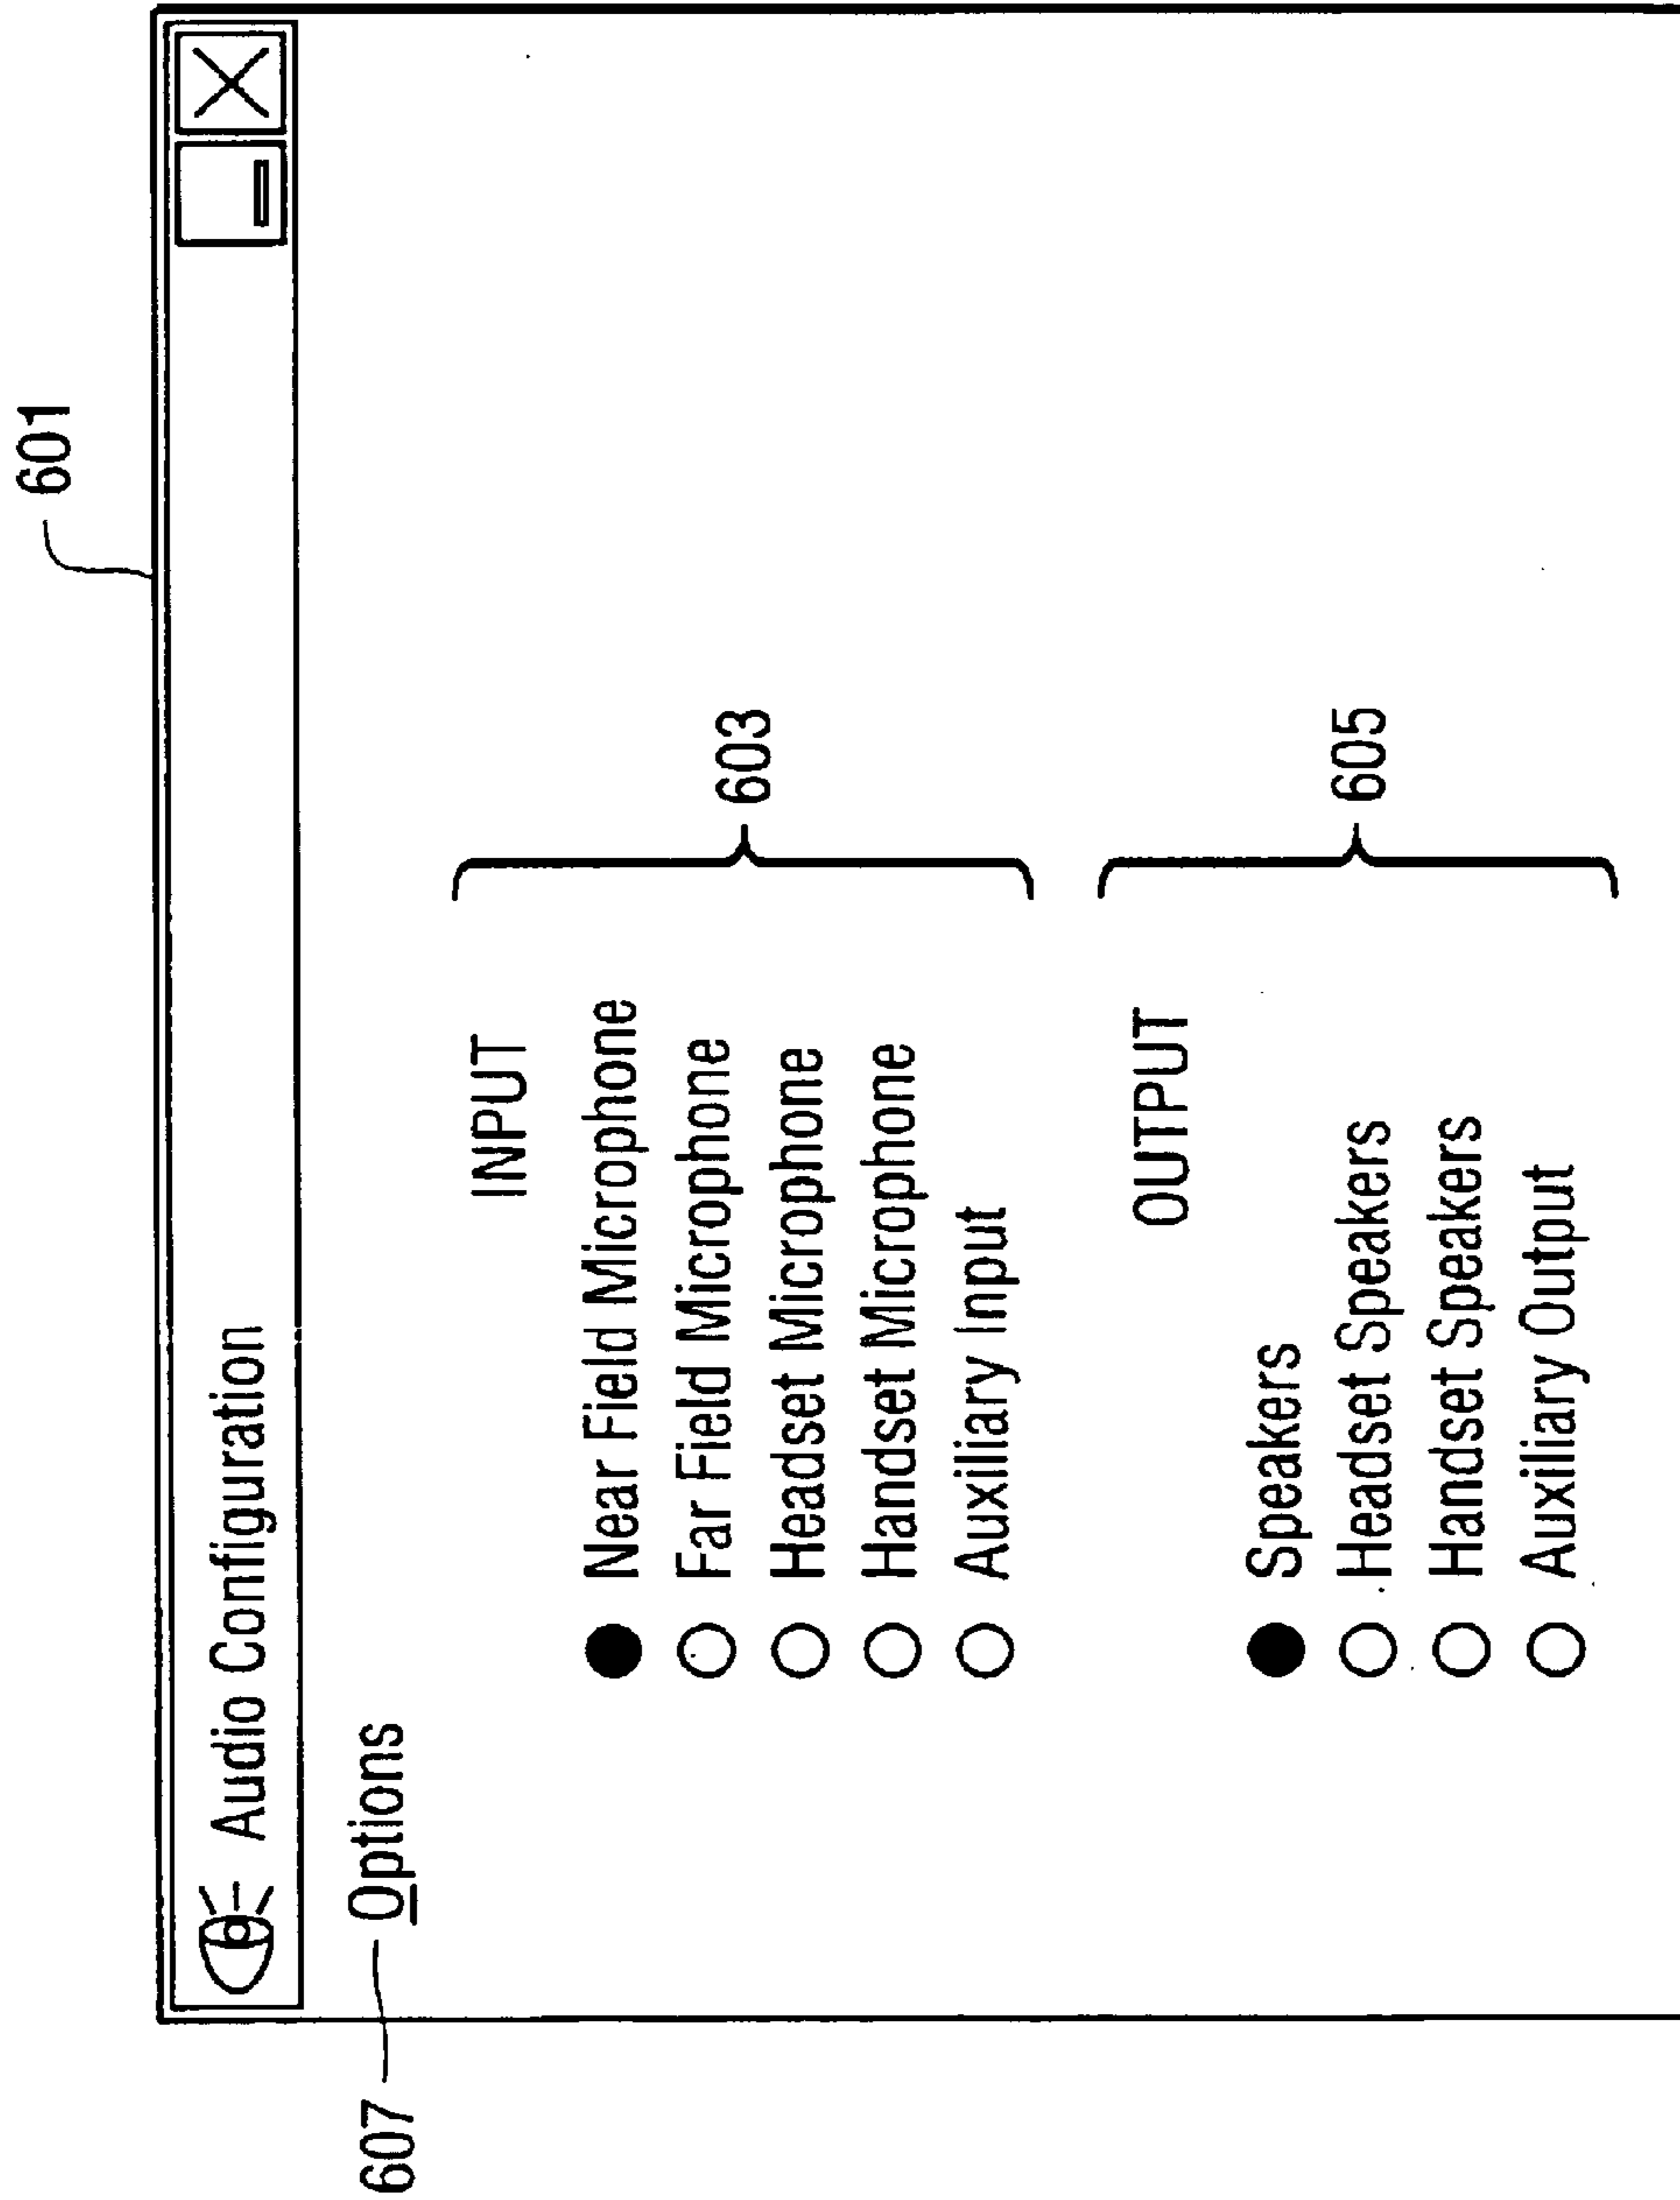 601
Audio Configuration
607
Options
INPUT
Near Field Microphone
Far Field Microphone
Headset Microphone
Handset Microphone
Auxiliary Input
603
OUTPUT
Speakers
Headset Speakers
Handset Speakers
Auxiliary Output
605